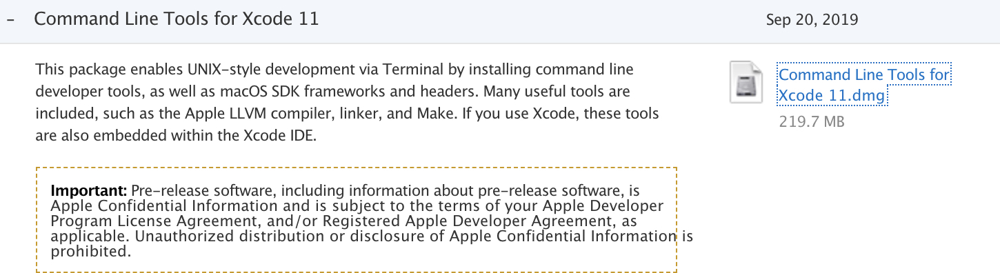 – Command Line Tools for Xcode 11
Sep 20, 2019
This package enables UNIX-style development via Terminal by installing command line
developer tools, as well as macOS SDK frameworks and headers. Many useful tools are
included, such as the Apple LLVM compiler, linker, and Make. If you use Xcode, these tools
are also embedded within the Xcode IDE.
Command Line Tools for
Xcode 11.dmg
219.7 MB
Important: Pre-release software, including information about pre-release software, is
Apple Confidential Information and is subject to the terms of your Apple Developer
Program License Agreement, and/or Registered Apple Developer Agreement, as
applicable. Unauthorized distribution or disclosure of Apple Confidential Information is
prohibited.